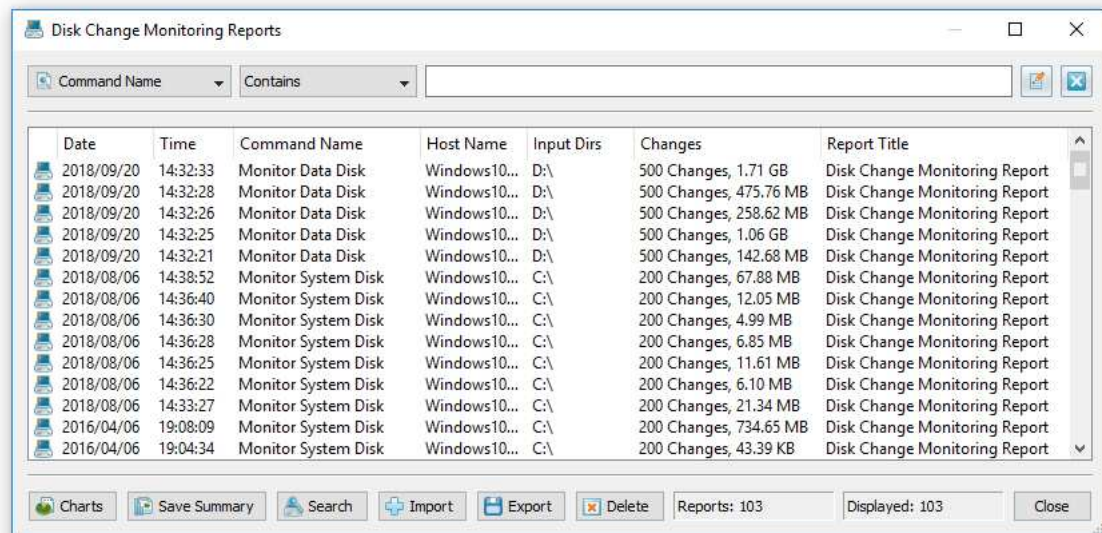 Disk Change Monitoring Reports
Command Name Contains
Date Time Command Name Host Name Input Dirs Changes Report Title
2018/09/20 14:32:33 Monitor Data Disk Windows10... D:\ 500 Changes, 1.71 GB Disk Change Monitoring Report
2018/09/20 14:32:28 Monitor Data Disk Windows10... D:\ 500 Changes, 475.76 MB Disk Change Monitoring Report
2018/09/20 14:32:26 Monitor Data Disk Windows10... D:\ 500 Changes, 258.62 MB Disk Change Monitoring Report
2018/09/20 14:32:25 Monitor Data Disk Windows10... D:\ 500 Changes, 1.06 GB Disk Change Monitoring Report
2018/09/20 14:32:21 Monitor Data Disk Windows10... D:\ 500 Changes, 142.68 MB Disk Change Monitoring Report
2018/08/06 14:38:52 Monitor System Disk Windows10... C:\ 200 Changes, 67.88 MB Disk Change Monitoring Report
2018/08/06 14:36:40 Monitor System Disk Windows10... C:\ 200 Changes, 12.05 MB Disk Change Monitoring Report
2018/08/06 14:36:30 Monitor System Disk Windows10... C:\ 200 Changes, 4.99 MB Disk Change Monitoring Report
2018/08/06 14:36:28 Monitor System Disk Windows10... C:\ 200 Changes, 6.85 MB Disk Change Monitoring Report
2018/08/06 14:36:25 Monitor System Disk Windows10... C:\ 200 Changes, 11.61 MB Disk Change Monitoring Report
2018/08/06 14:36:22 Monitor System Disk Windows10... C:\ 200 Changes, 6.10 MB Disk Change Monitoring Report
2018/08/06 14:33:27 Monitor System Disk Windows10... C:\ 200 Changes, 21.34 MB Disk Change Monitoring Report
2016/04/06 19:08:09 Monitor System Disk Windows10... C:\ 200 Changes, 734.65 MB Disk Change Monitoring Report
2016/04/06 19:04:34 Monitor System Disk Windows10... C:\ 200 Changes, 43.39 KB Disk Change Monitoring Report
Charts Save Summary Search Import Export Delete Reports: 103 Displayed: 103 Close